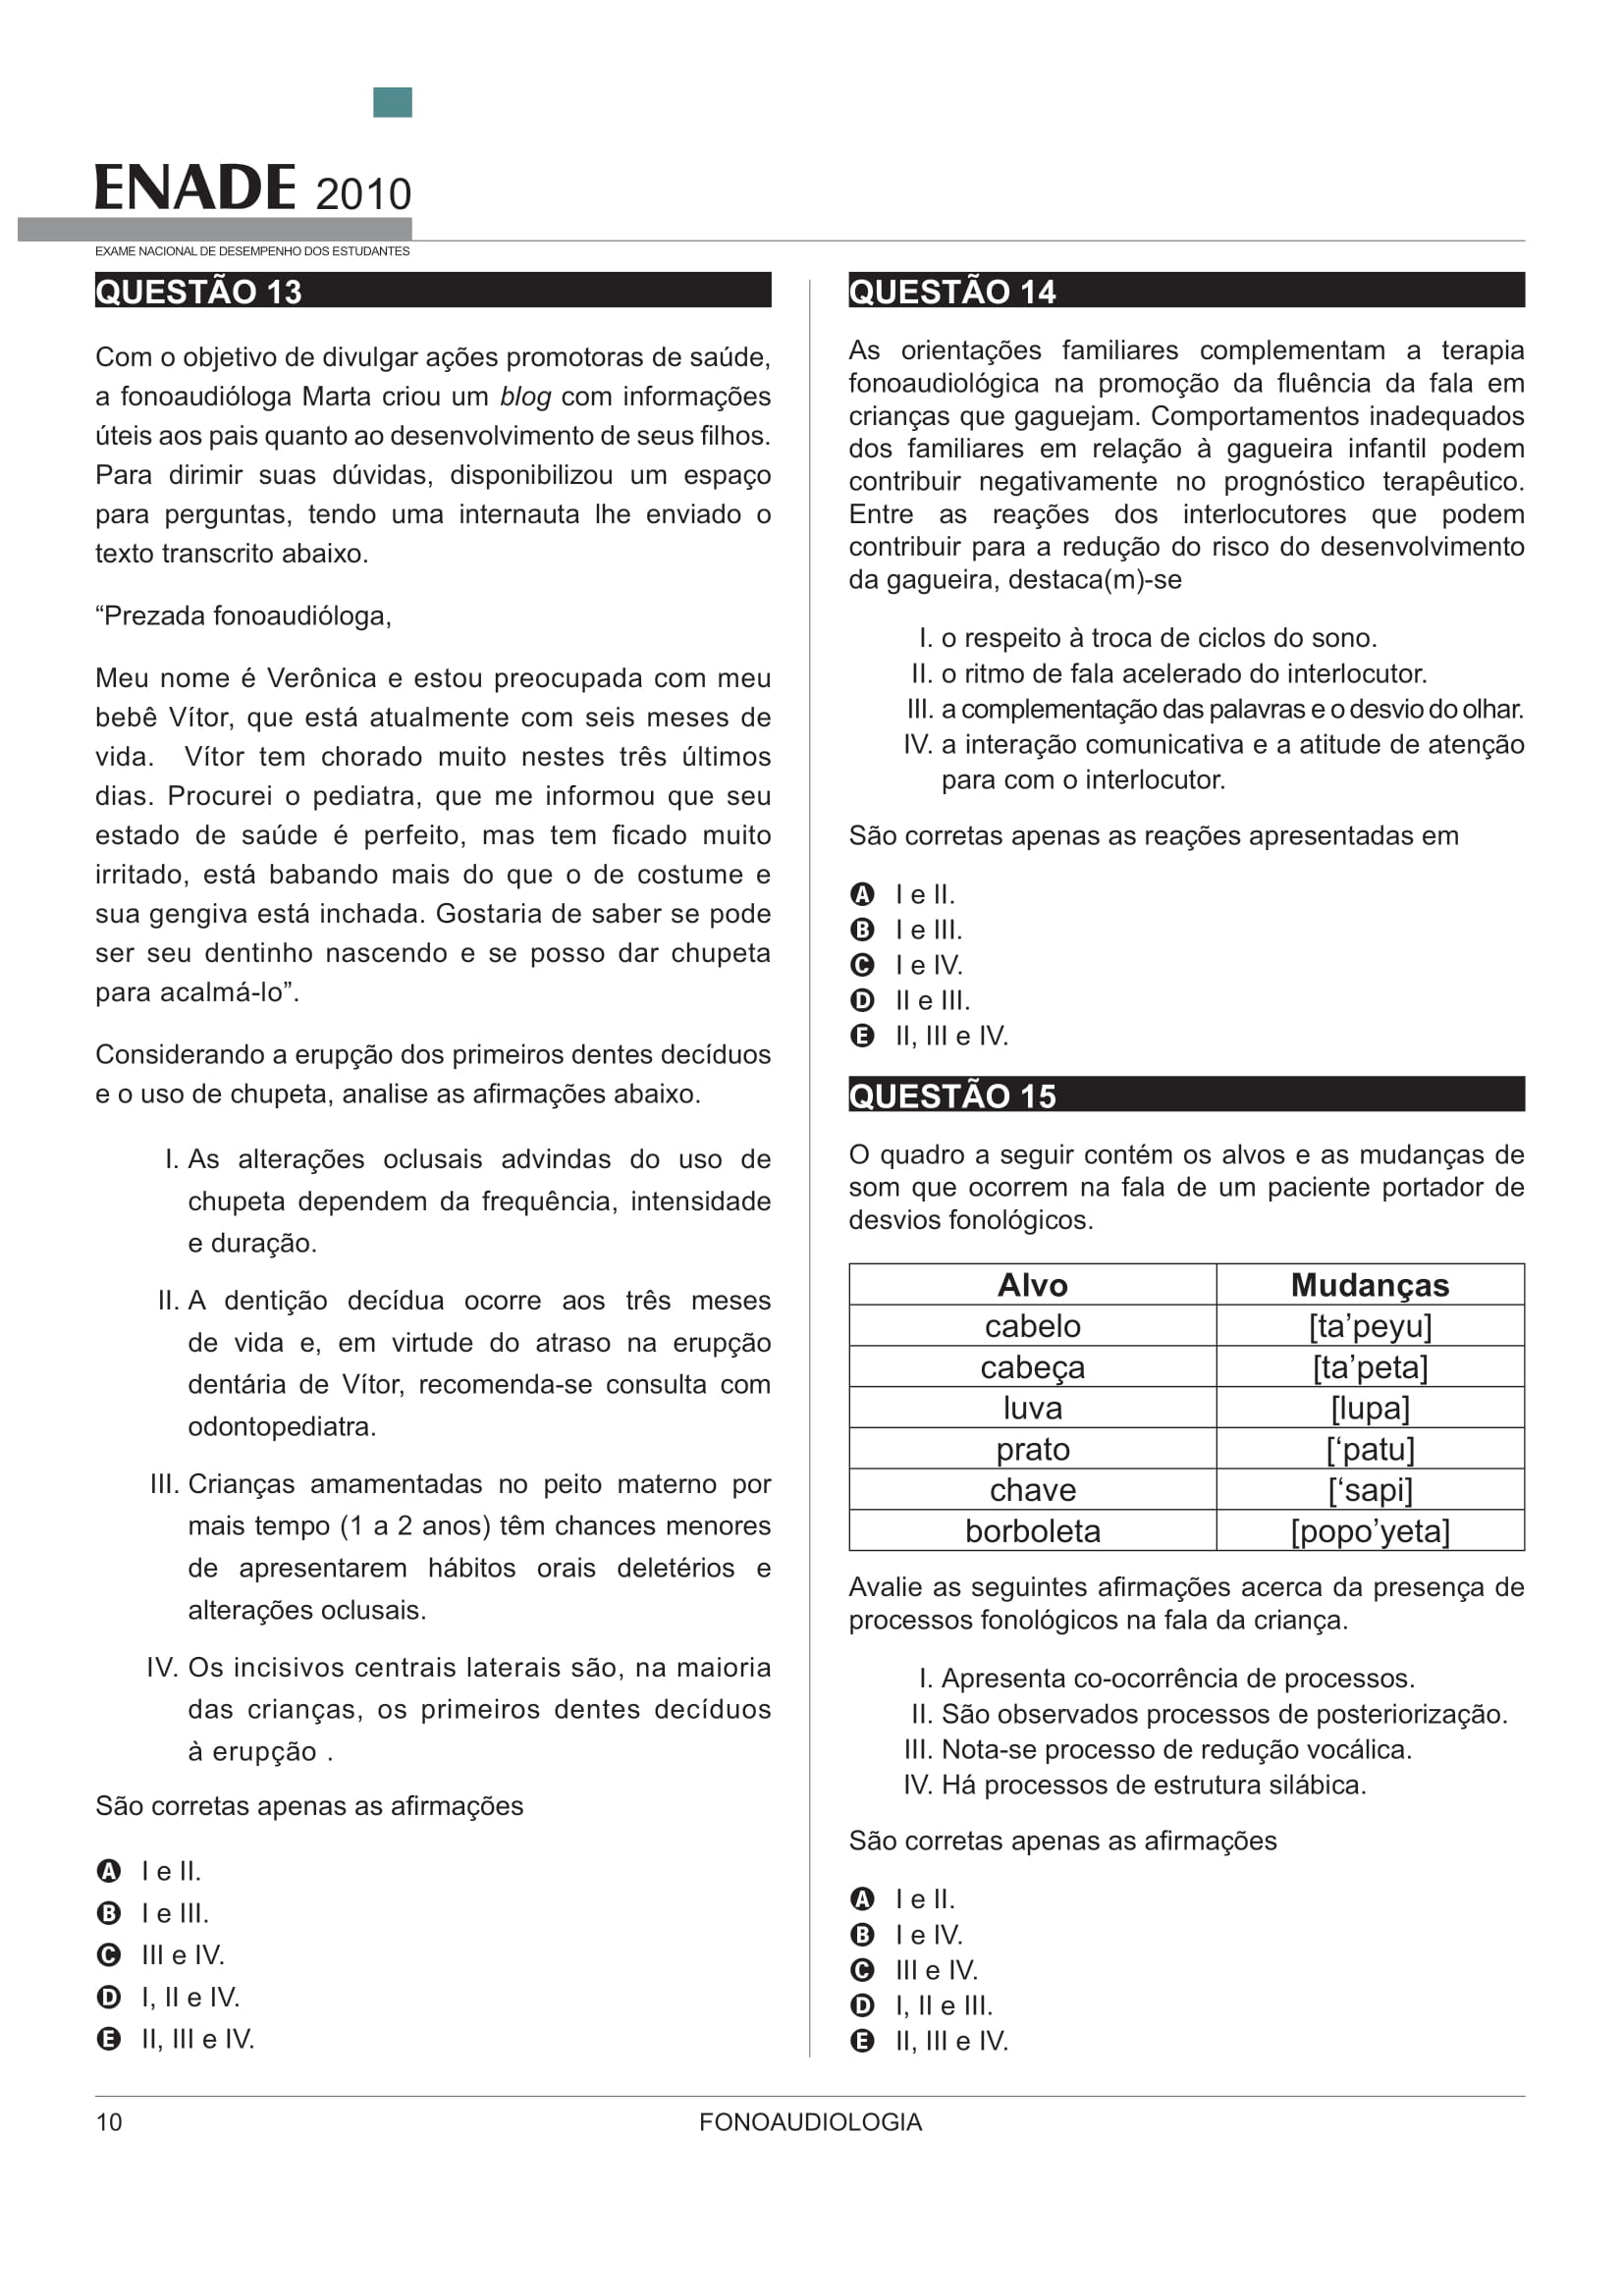 ENADE 2010
EXAME NACIONAL DE DESEMPENHO DOS ESTUDANTES
QUESTÃO 13
Com o objetivo de divulgar ações promotoras de saúde,
a fonoaudióloga Marta criou um blog com informações
úteis aos pais quanto ao desenvolvimento de seus filhos.
Para dirimir suas dúvidas, disponibilizou um espaço
para perguntas, tendo uma internauta lhe enviado o
texto transcrito abaixo.
“Prezada fonoaudióloga,
Meu nome é Verônica e estou preocupada com meu
bebê Vítor, que está atualmente com seis meses de
vida. Vítor tem chorado muito nestes três últimos
dias. Procurei o pediatra, que me informou que seu
estado de saúde é perfeito, mas tem ficado muito
irritado, está babando mais do que o de costume e
sua gengiva está inchada. Gostaria de saber se pode
ser seu dentinho nascendo e se posso dar chupeta
para acalmá-lo”.
Considerando a erupção dos primeiros dentes decíduos
e o uso de chupeta, analise as afirmações abaixo.
I. As alterações oclusais advindas do uso de
chupeta dependem da frequência, intensidade
e duração.
II. A dentição decídua ocorre aos três meses
de vida e, em virtude do atraso na erupção
dentária de Vítor, recomenda-se consulta com
odontopediatra.
III. Crianças amamentadas no peito materno por
mais tempo (1 a 2 anos) têm chances menores
de apresentarem hábitos orais deletérios e
alterações oclusais.
IV. Os incisivos centrais laterais são, na maioria
das crianças, os primeiros dentes decíduos
à erupção .
São corretas apenas as afirmações
A I e II.
B I e III.
C III e IV.
D I, II e IV.
E II, III e IV.
QUESTÃO 14
As orientações familiares complementam a terapia
fonoaudiológica na promoção da fluência da fala em
crianças que gaguejam. Comportamentos inadequados
dos familiares em relação à gagueira infantil podem
contribuir negativamente no prognóstico terapêutico.
Entre as reações dos interlocutores que podem
contribuir para a redução do risco do desenvolvimento
da gagueira, destaca(m)-se
I. o respeito à troca de ciclos do sono.
II. o ritmo de fala acelerado do interlocutor.
III. a complementação das palavras e o desvio do olhar.
IV. a interação comunicativa e a atitude de atenção
para com o interlocutor.
São corretas apenas as reações apresentadas em
A I e II.
B I e III.
C I e IV.
D II e III.
E II, III e IV.
QUESTÃO 15
O quadro a seguir contém os alvos e as mudanças de
som que ocorrem na fala de um paciente portador de
desvios fonológicos.
Alvo Mudanças
cabelo [ta’peyu]
cabeça [ta’peta]
luva [lupa]
prato [‘patu]
chave [‘sapi]
borboleta [popo’yeta]
Avalie as seguintes afirmações acerca da presença de
processos fonológicos na fala da criança.
I. Apresenta co-ocorrência de processos.
II. São observados processos de posteriorização.
III. Nota-se processo de redução vocálica.
IV. Há processos de estrutura silábica.
São corretas apenas as afirmações
A I e II.
B I e IV.
C III e IV.
D I, II e III.
E II, III e IV.
10
FONOAUDIOLOGIA